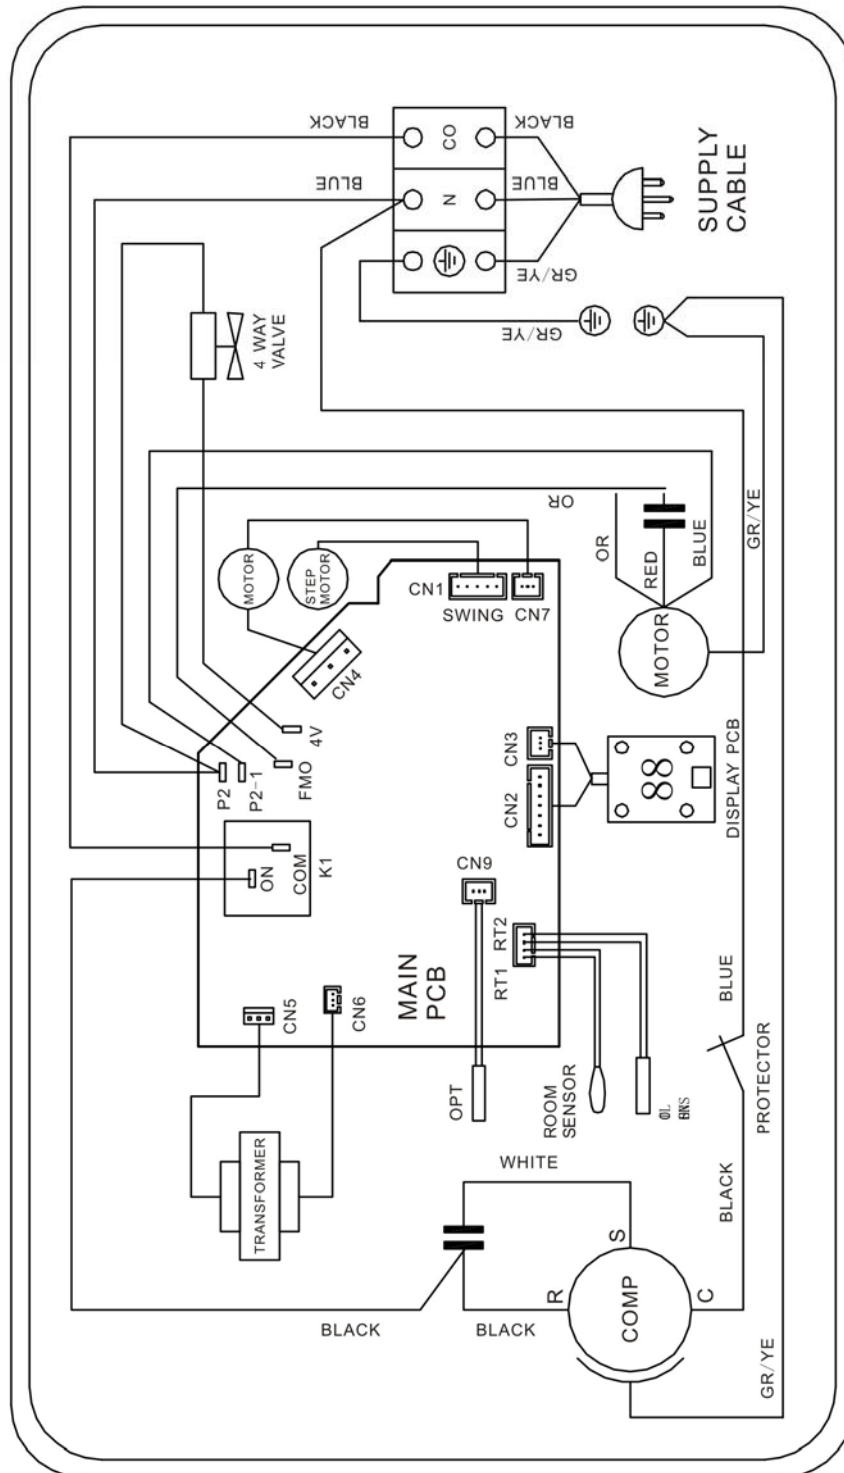 BLACK
CO
BLACK
BLUE
N
BLUE
GR/YE
GR/YE
SUPPLY
CABLE
4 WAY
VALVE
MOTOR
STEP
MOTOR
CN1
SWING
CN7
OR
OR
RED
BLUE
GR/YE
MOTOR
CN4
4V
FMO
P2-1
P2
CN3
CN2
88
DISPLAY PCB
ON
COM
K1
CN9
RT2
RT1
MAIN
PCB
CN5
CN6
TRANSFORMER
OPT
ROOM
SENSOR
BLUE
PROTECTOR
BLACK
WHITE
S
R
C
COMP
BLACK
BLACK
GR/YE